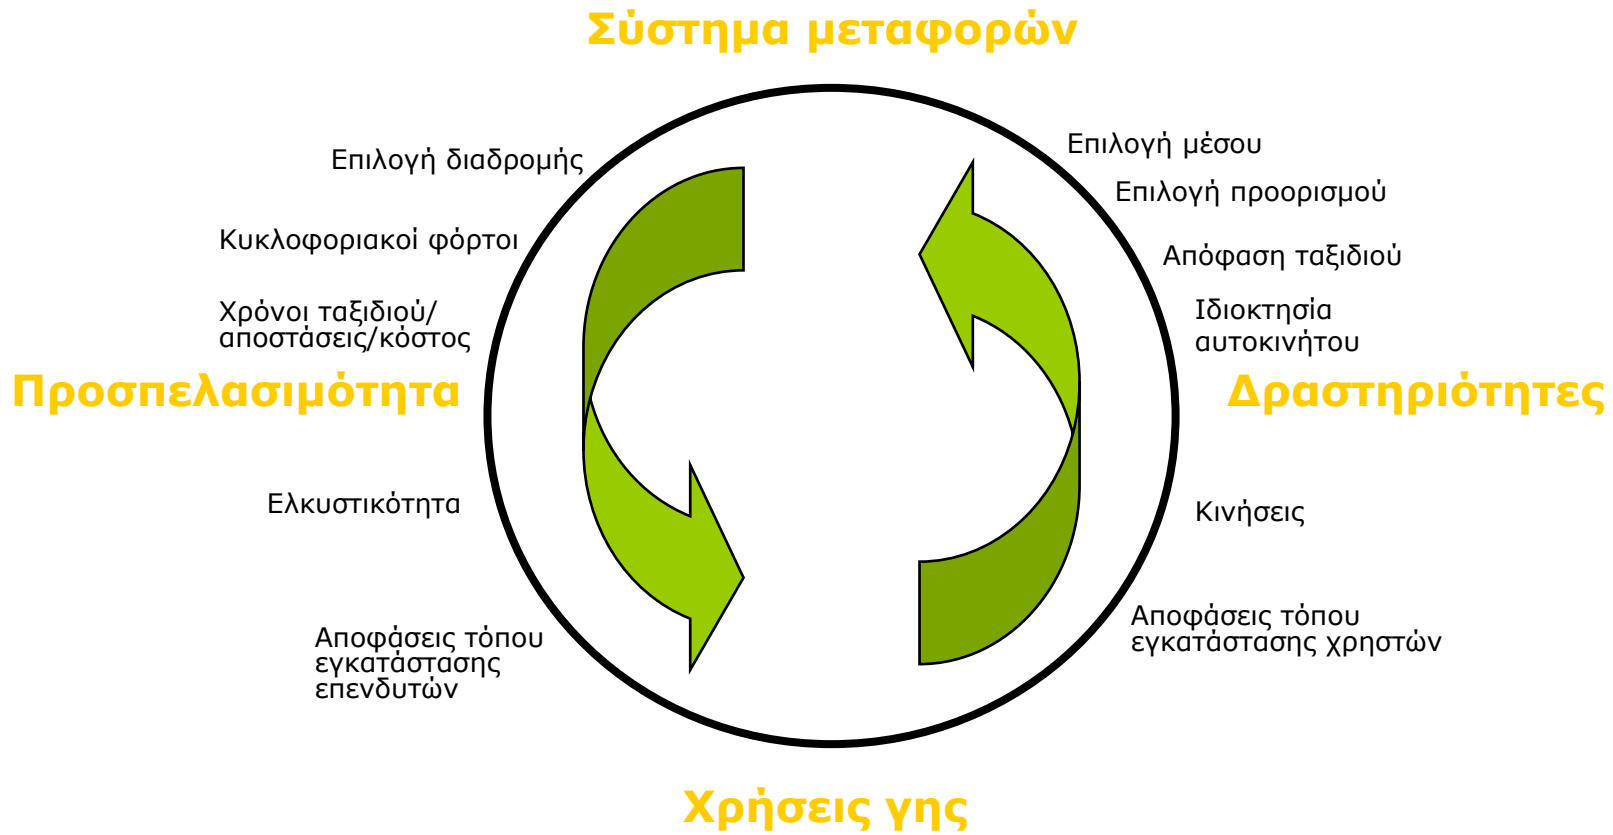 Σύστημα μεταφορών
Επιλογή διαδρομής
Κυκλοφοριακοί φόρτοι
Χρόνοι ταξιδιού/
αποστάσεις/κόστος
Προσπελασιμότητα
Ελκυστικότητα
Αποφάσεις τόπου
εγκατάστασης
επενδυτών
Επιλογή μέσου
Επιλογή προορισμού
Απόφαση ταξιδιού
Ιδιοκτησία
αυτοκινήτου
Δραστηριότητες
Κινήσεις
Αποφάσεις τόπου
εγκατάστασης χρηστών
Χρήσεις γης